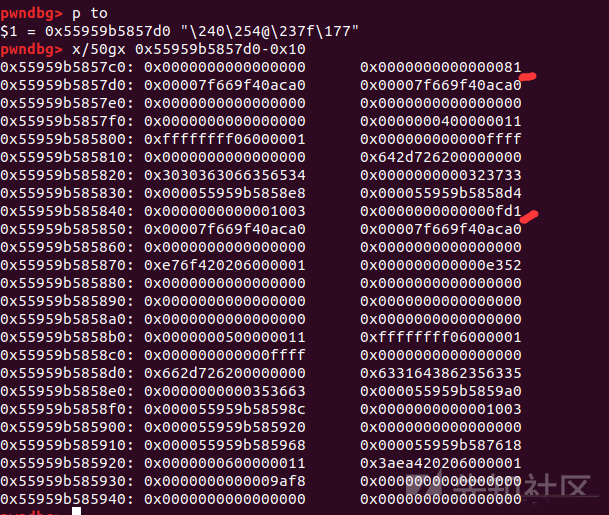 pwndbg> p to
$1 = 0x55959b5857d0 "\240\254@\237f\177"
pwndbg> x/50gx 0x55959b5857d0-0x10
0x55959b5857c0: 0x0000000000000000 0x0000000000000081
0x55959b5857d0: 0x00007f669f40aca0 0x00007f669f40aca0
0x55959b5857e0: 0x0000000000000000 0x0000000000000000
0x55959b5857f0: 0x0000000000000000 0x0000000400000011
0x55959b585800: 0xffffffff06000001 0x000000000000ffff
0x55959b585810: 0x0000000000000000 0x642d726200000000
0x55959b585820: 0x3030363066356534 0x0000000000323733
0x55959b585830: 0x000055959b5858e8 0x000055959b5858d4
0x55959b585840: 0x0000000000001003 0x0000000000000fd1
0x55959b585850: 0x00007f669f40aca0 0x00007f669f40aca0
0x55959b585860: 0x0000000000000000 0x0000000000000000
0x55959b585870: 0xe76f420206000001 0x000000000000e352
0x55959b585880: 0x0000000000000000 0x0000000000000000
0x55959b585890: 0x0000000000000000 0x0000000000000000
0x55959b5858a0: 0x0000000000000000 0x0000000000000000
0x55959b5858b0: 0x0000000500000011 0xffffffff06000001
0x55959b5858c0: 0x000000000000ffff 0x0000000000000000
0x55959b5858d0: 0x662d726200000000 0x6331643862356335
0x55959b5858e0: 0x0000000000353663 0x000055959b5859a0
0x55959b5858f0: 0x000055959b58598c 0x0000000000001003
0x55959b585900: 0x000055959b585920 0x0000000000000000
0x55959b585910: 0x000055959b585968 0x000055959b587618
0x55959b585920: 0x0000000600000011 0x3aea420206000001
0x55959b585930: 0x0000000000009af8 0x0000000000000000
0x55959b585940: 0x0000000000000000 0x0000000000000000
pwndbg>
先知社区